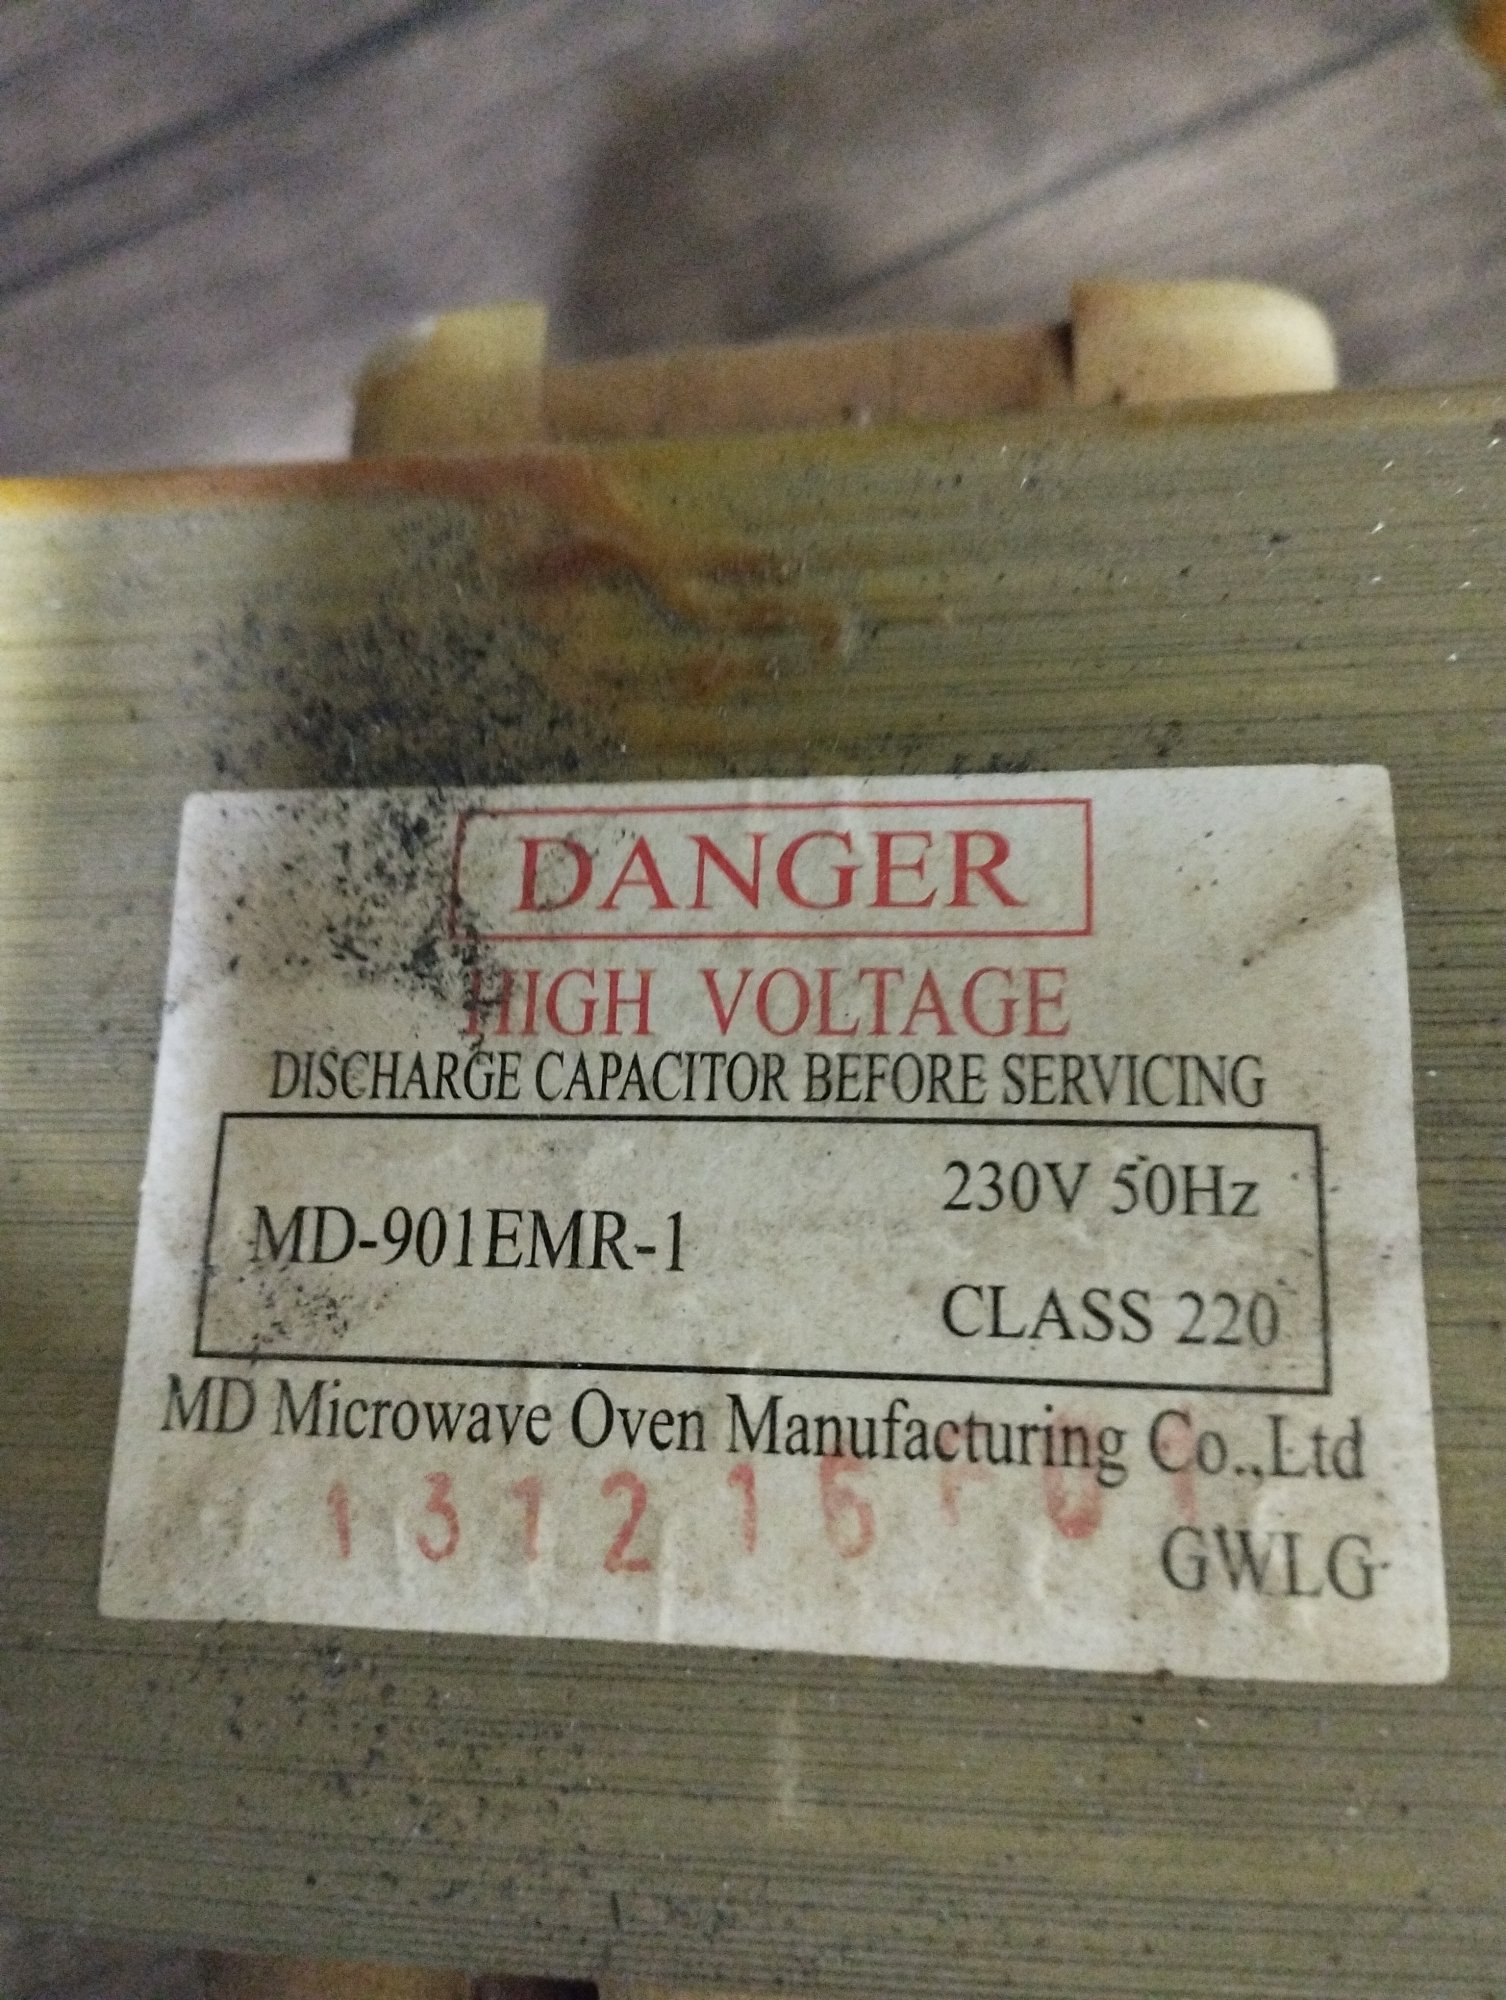 DANGER
HIGH VOLTAGE
DISCHARGE CAPACITOR BEFORE SERVICING
230V 50Hz
MD-901EMR-1
CLASS 220
MD Microwave Oven Manufacturing Co.,Ltd
131216
GWLG